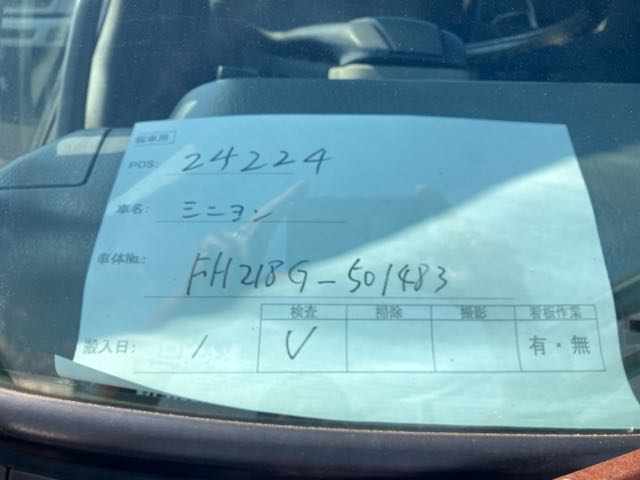 POS: 24224
車名: ミニヨン
車体No.: FH218G-501483
検査 掃除 撮影 看板作業
搬入日: / V 有・無